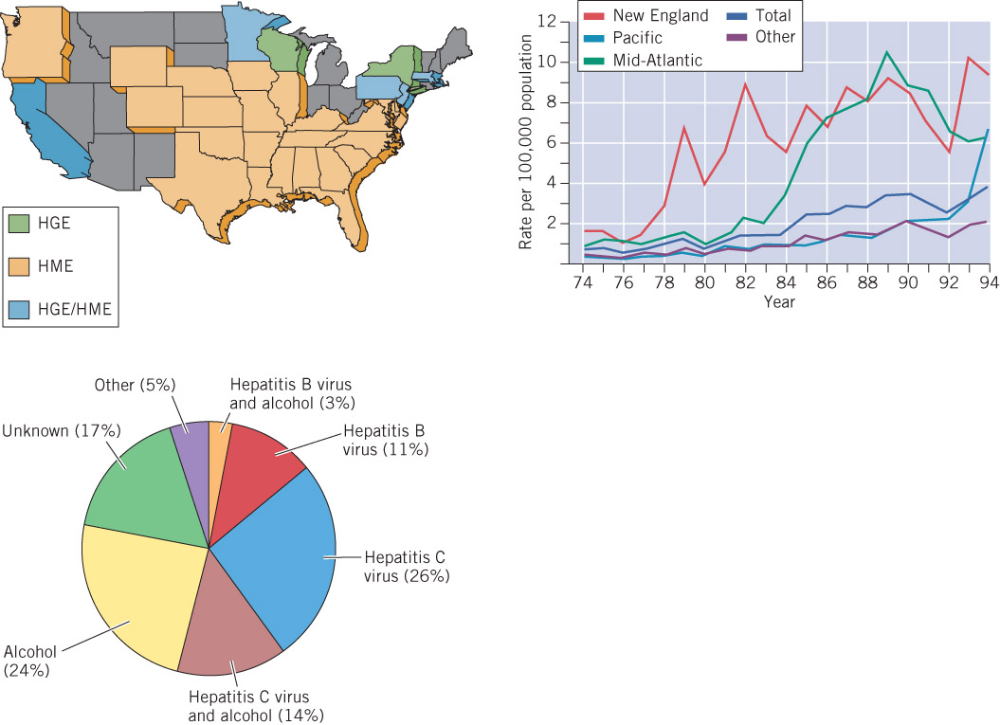 HGE
HME
HGE/HME
New England
Pacific
Mid-Atlantic
Total
Other
Rate per 100,000 population
12
10
8
6
4
2
74 76 78 80 82 84 86 88 90 92 94
Year
Other (5%)
Hepatitis B virus
and alcohol (3%)
Unknown (17%)
Hepatitis B
virus (11%)
Hepatitis C
virus (26%)
Alcohol
(24%)
Hepatitis C virus
and alcohol (14%)